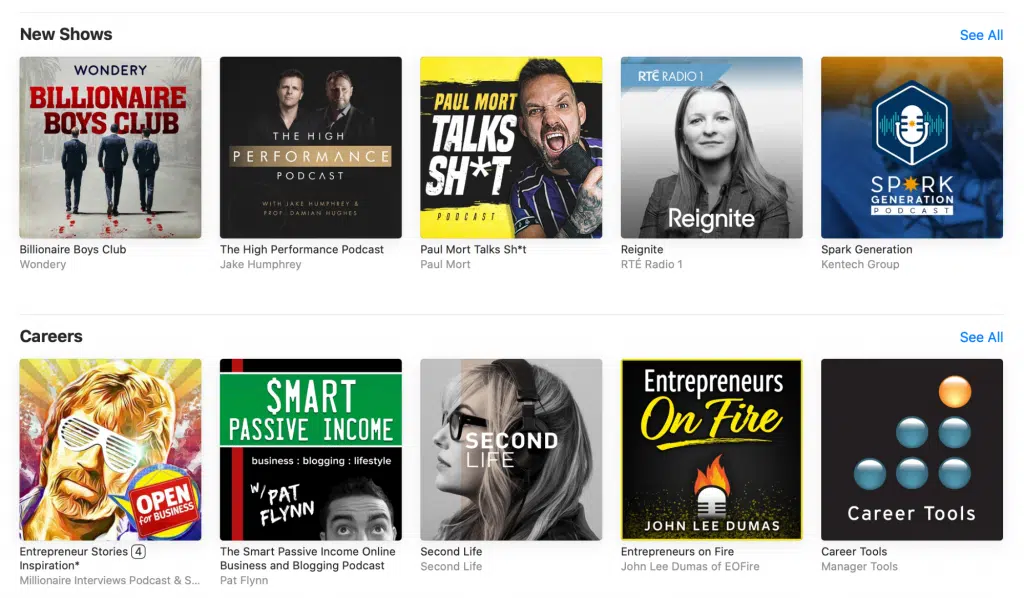 New Shows
See All
WONDERY
BILLIONAIRE
BOYS CLUB
THE HIGH
PERFORMANCE
PODCAST
WITH JAKE HUMPHREY &
PROF. DAMIAN HUGHES
PAUL MORT
TALKS
SH*T
PODCAST
RTÉ RADIO 1
Reignite
SPARK
GENERATION
PODCAST
Billionaire Boys Club
Wondery
The High Performance Podcast
Jake Humphrey
Paul Mort Talks Sh*t
Paul Mort
Reignite
RTÉ Radio 1
Spark Generation
Kentech Group
Careers
See All
OPEN
for BUSINESS
$MART
PASSIVE INCOME
business : blogging : lifestyle
W/ PAT
FLYNN
SECOND
LIFE
Entrepreneurs
On Fire
JOHN LEE DUMAS
Career Tools
Entrepreneur Stories 4
Inspiration*
Millionaire Interviews Podcast & S...
The Smart Passive Income Online
Business and Blogging Podcast
Pat Flynn
Second Life
Second Life
Entrepreneurs on Fire
John Lee Dumas of EOFire
Career Tools
Manager Tools